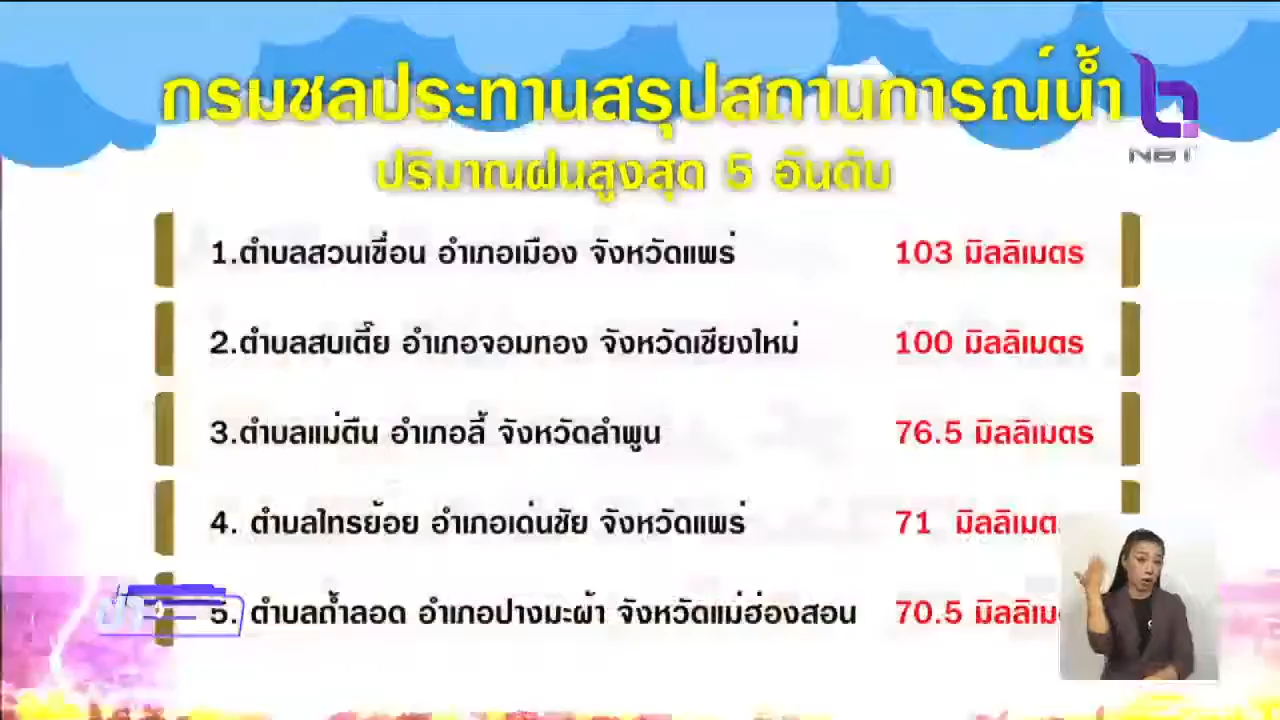 กรมชลประทานสรุปสถานการณ์น้ำ
NBT
ปริมาณฝนสูงสุด 5 อันดับ
1.ตำบลสวนเขื่อน อำเภอเมือง จังหวัดแพร่ 103 มิลลิเมตร
2.ตำบลสบเตี๊ย อำเภอจอมทอง จังหวัดเชียงใหม่ 100 มิลลิเมตร
3.ตำบลแม่ตืน อำเภอลี้ จังหวัดลำพูน 76.5 มิลลิเมตร
4. ตำบลไทรย้อย อำเภอเด่นชัย จังหวัดแพร่ 71
5. ตำบลถ้ำลอด อำเภอปางมะผ้า จังหวัดแม่ฮ่องสอน 70.5